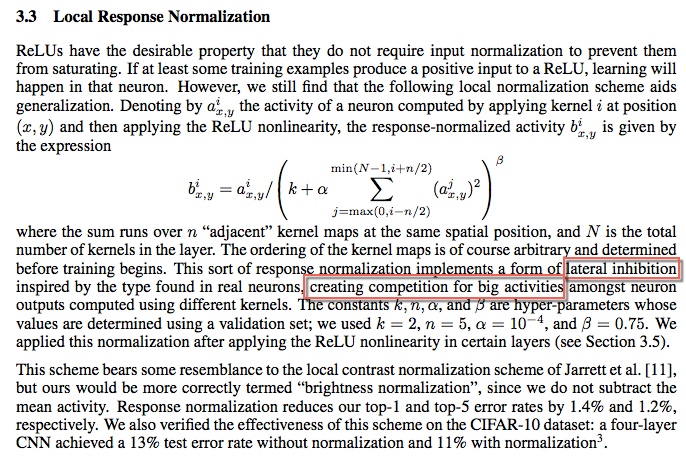 3.3 Local Response Normalization
ReLUs have the desirable property that they do not require input normalization to prevent them
from saturating. If at least some training examples produce a positive input to a ReLU, learning will
happen in that neuron. However, we still find that the following local normalization scheme aids
generalization. Denoting by a^i_{x,y} the activity of a neuron computed by applying kernel i at position
(x, y) and then applying the ReLU nonlinearity, the response-normalized activity b^i_{x,y} is given by
the expression
b^i_{x,y} = a^i_{x,y} / ( k + α ∑_{j=max(0,i−n/2)}^{min(N−1,i+n/2)} (a^j_{x,y})^2 )^β
where the sum runs over n “adjacent” kernel maps at the same spatial position, and N is the total
number of kernels in the layer. The ordering of the kernel maps is of course arbitrary and determined
before training begins. This sort of response normalization implements a form of lateral inhibition
inspired by the type found in real neurons, creating competition for big activities amongst neuron
outputs computed using different kernels. The constants k, n, α, and β are hyper-parameters whose
values are determined using a validation set; we used k = 2, n = 5, α = 10^{−4}, and β = 0.75. We
applied this normalization after applying the ReLU nonlinearity in certain layers (see Section 3.5).
This scheme bears some resemblance to the local contrast normalization scheme of Jarrett et al. [11],
but ours would be more correctly termed “brightness normalization”, since we do not subtract the
mean activity. Response normalization reduces our top-1 and top-5 error rates by 1.4% and 1.2%,
respectively. We also verified the effectiveness of this scheme on the CIFAR-10 dataset: a four-layer
CNN achieved a 13% test error rate without normalization and 11% with normalization³.